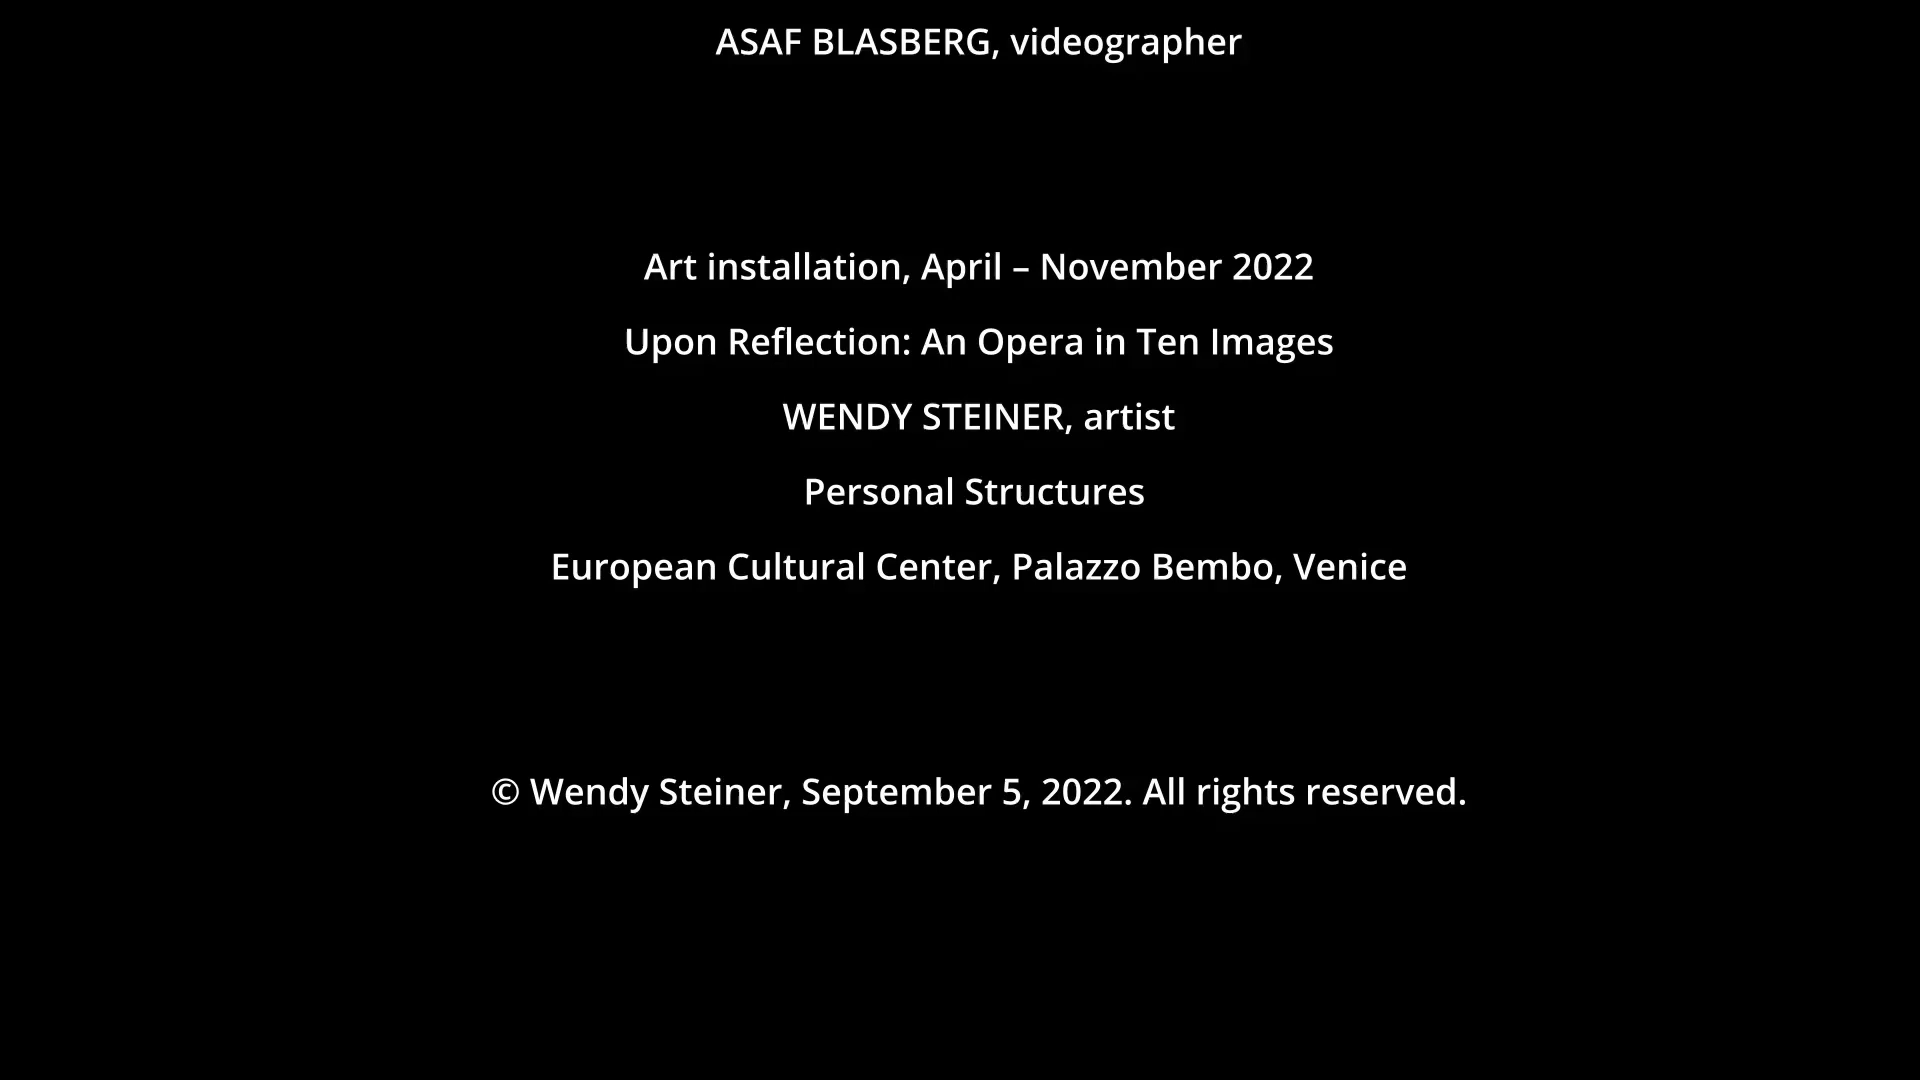 ASAF BLASBERG, videographer
Art installation, April – November 2022
Upon Reflection: An Opera in Ten Images
WENDY STEINER, artist
Personal Structures
European Cultural Center, Palazzo Bembo, Venice
© Wendy Steiner, September 5, 2022. All rights reserved.